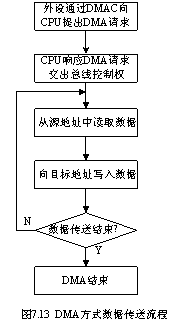 外设通过DMAC向
CPU提出DMA请求
CPU响应DMA请求
交出总线控制权
从源地址中读取数据
向目标地址写入数据
数据传送结束?
N
Y
DMA结束
图7.13 DMA方式数据传送流程